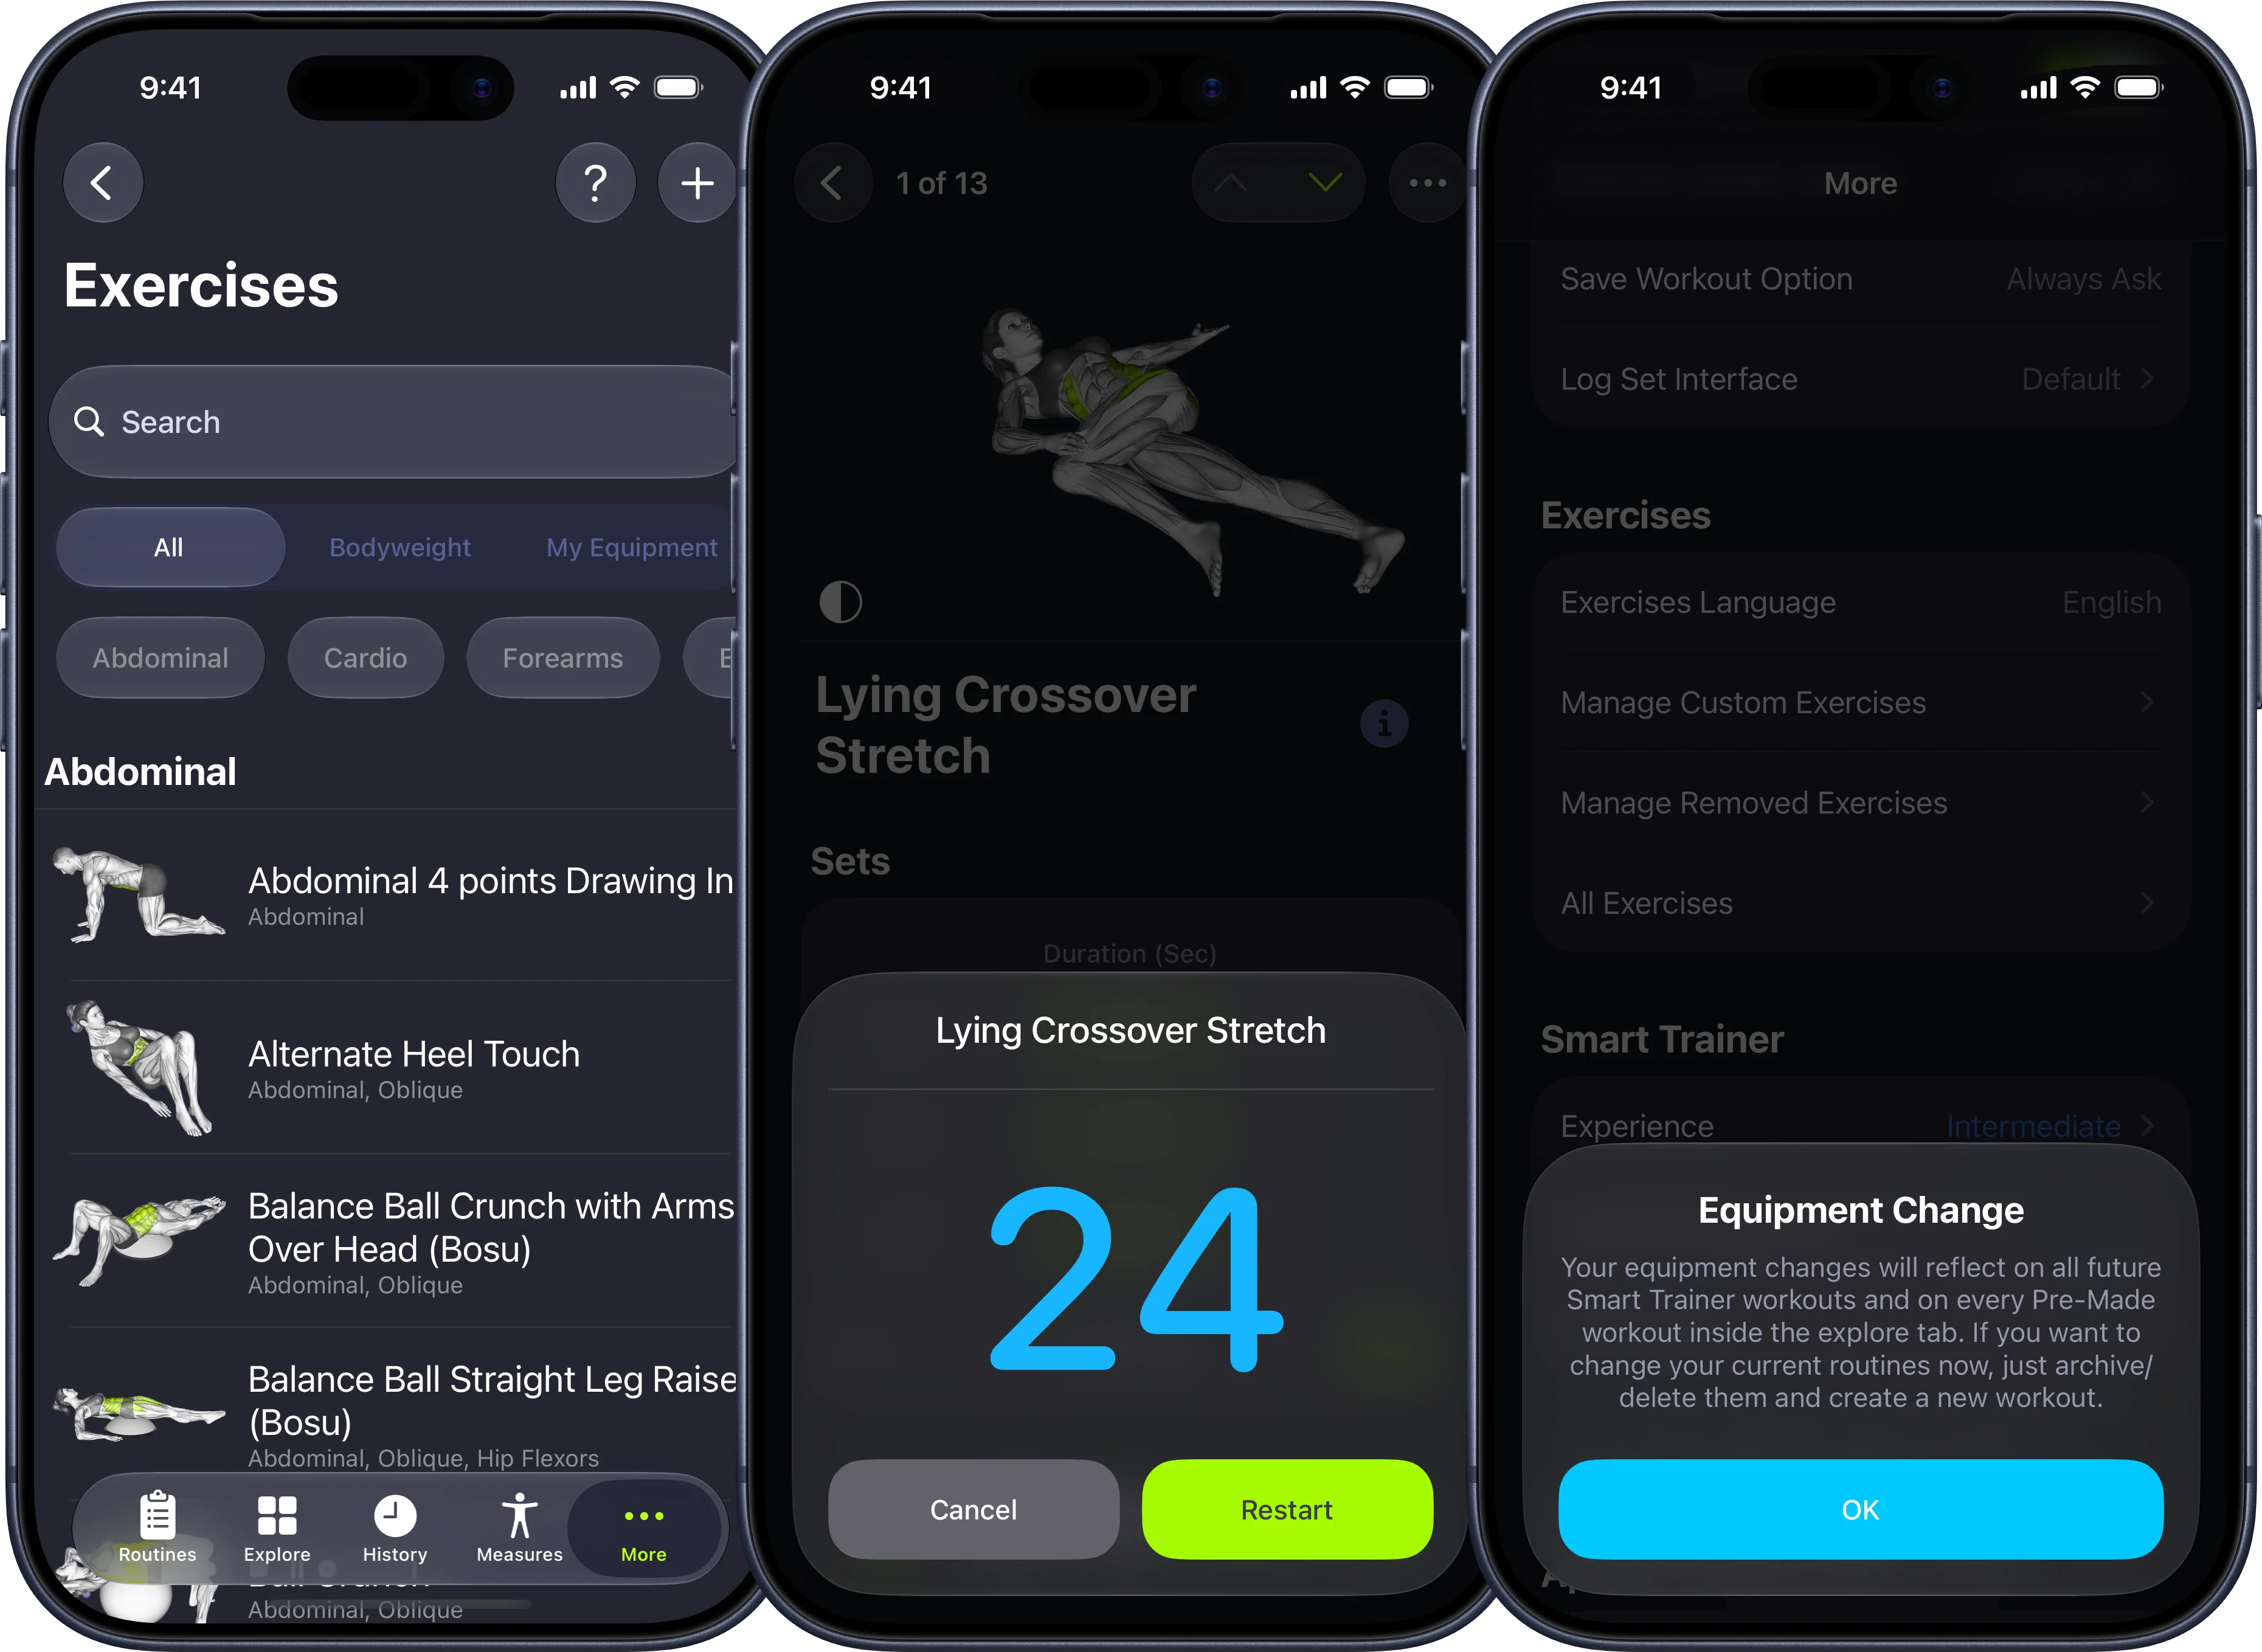 9:41
Exercises
Search
All
Bodyweight
My Equipment
Abdominal
Cardio
Forearms
Abdominal
Abdominal 4 points Drawing In
Abdominal
Alternate Heel Touch
Abdominal, Oblique
Balance Ball Crunch with Arms
Over Head (Bosu)
Abdominal, Oblique
Balance Ball Straight Leg Raise
(Bosu)
Abdominal, Oblique, Hip Flexors
Routines
Explore
History
Measures
More
Ball Crunch
Abdominal, Oblique
9:41
1 of 13
Lying Crossover
Stretch
Sets
Duration (Sec)
Lying Crossover Stretch
24
Cancel
Restart
9:41
More
Save Workout Option
Always Ask
Log Set Interface
Default
Exercises
Exercises Language
English
Manage Custom Exercises
Manage Removed Exercises
All Exercises
Smart Trainer
Experience
Intermediate
Equipment Change
Your equipment changes will reflect on all future
Smart Trainer workouts and on every Pre-Made
workout inside the explore tab. If you want to
change your current routines now, just archive/
delete them and create a new workout.
OK